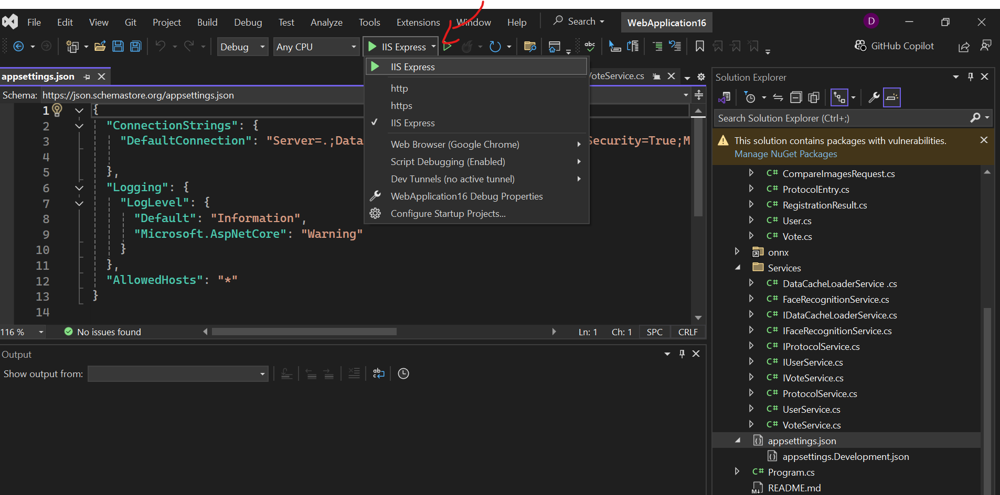 File Edit View Git Project Build Debug Test Analyze Tools Extensions Window Help Search WebApplication16 D
Debug Any CPU IIS Express abc GitHub Copilot
IIS Express
http
https
IIS Express
Web Browser (Google Chrome)
Script Debugging (Enabled)
Dev Tunnels (no active tunnel)
WebApplication16 Debug Properties
Configure Startup Projects...
appsettings.json
VoteService.cs
Schema: https://json.schemastore.org/appsettings.json
1 {
2 "ConnectionStrings": {
3 "DefaultConnection": "Server=.;Data Security=True;M
4
5 },
6 "Logging": {
7 "LogLevel": {
8 "Default": "Information",
9 "Microsoft.AspNetCore": "Warning"
10 }
11 },
12 "AllowedHosts": "*"
13 }
14
116 % No issues found Ln: 1 Ch: 1 SPC CRLF
Output
Show output from:
Solution Explorer
Search Solution Explorer (Ctrl+;)
This solution contains packages with vulnerabilities.
Manage NuGet Packages
C# CompareImagesRequest.cs
C# ProtocolEntry.cs
C# RegistrationResult.cs
C# User.cs
C# Vote.cs
onnx
Services
C# DataCacheLoaderService .cs
C# FaceRecognitionService.cs
C# IDataCacheLoaderService.cs
C# IFaceRecognitionService.cs
C# IProtocolService.cs
C# IUserService.cs
C# IVoteService.cs
C# ProtocolService.cs
C# UserService.cs
C# VoteService.cs
appsettings.json
appsettings.Development.json
C# Program.cs
README.md